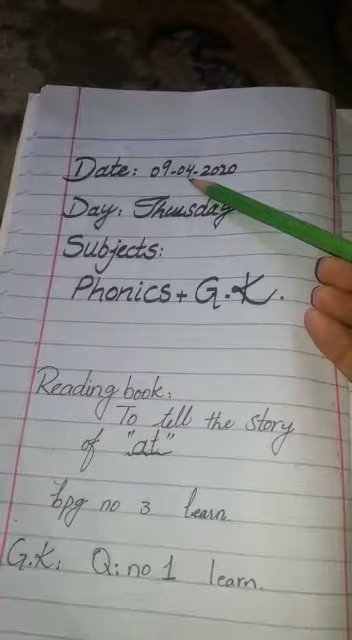 Date: 09-04-2020
Day: Thursday
Subjects:
Phonics + G.K.
Reading book:
To tell the story
of "at"
bpg no 3 learn
G.K: Q: no 1 learn.